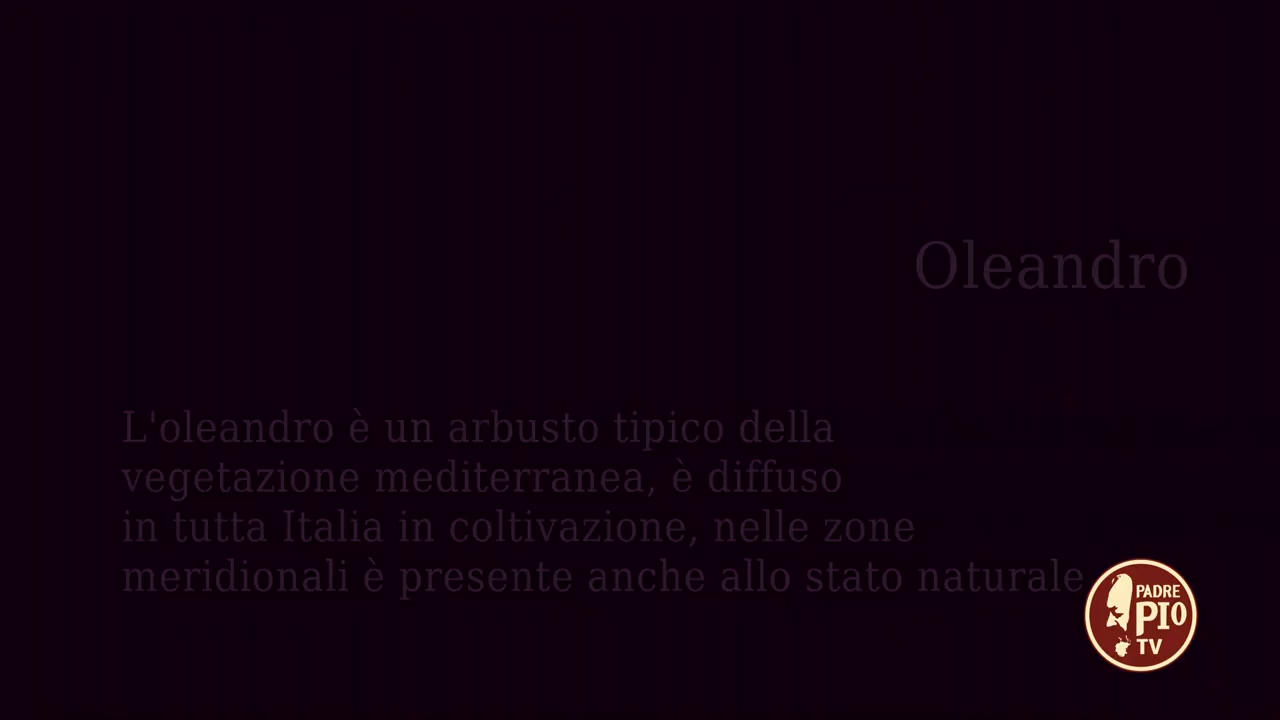 Oleandro
L'oleandro è un arbusto tipico della
vegetazione mediterranea, è diffuso
in tutta Italia in coltivazione, nelle zone
meridionali è presente anche allo stato naturale
PADRE
PIO
TV